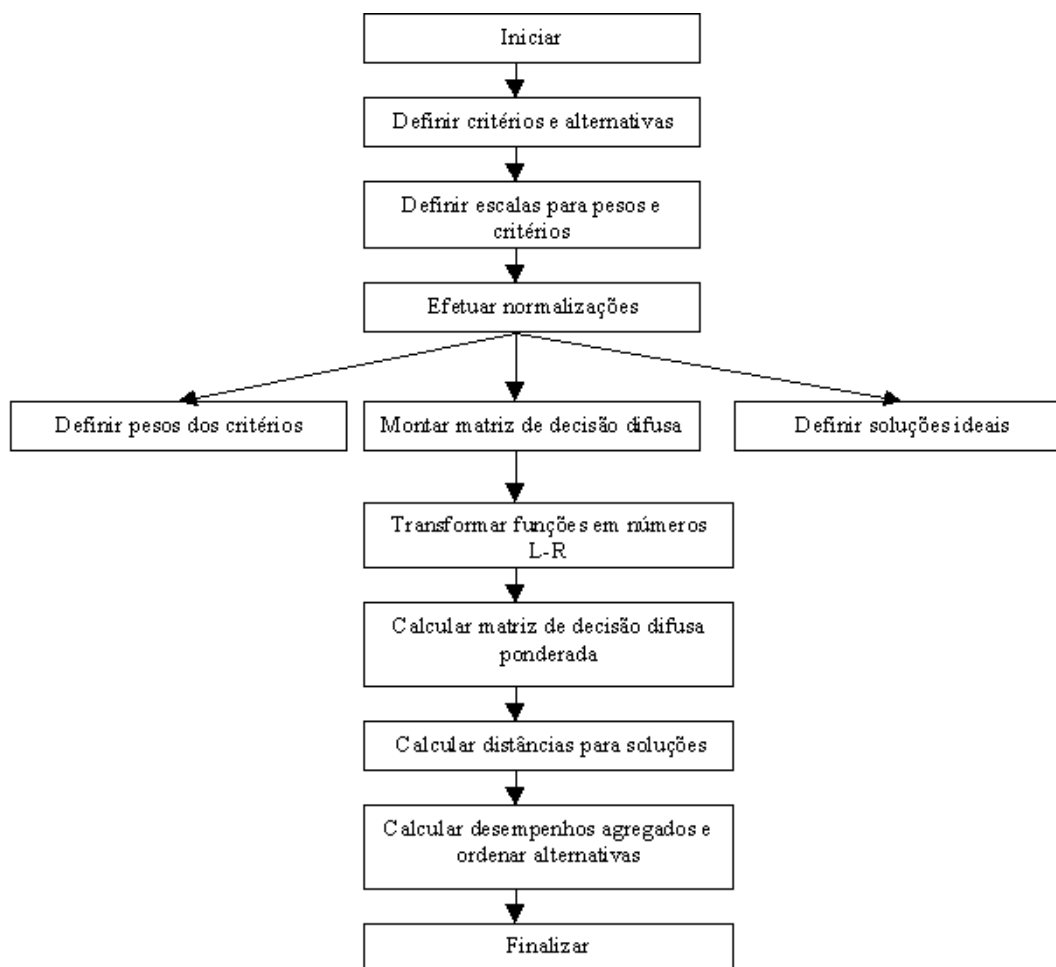 Iniciar
Definir critérios e alternativas
Definir escalas para pesos e
critérios
Efetuar normalizações
Definir pesos dos critérios
Montar matriz de decisão difusa
Definir soluções ideais
Transformar funções em números
L-R
Calcular matriz de decisão difusa
ponderada
Calcular distâncias para soluções
Calcular desempenhos agregados e
ordenar alternativas
Finalizar